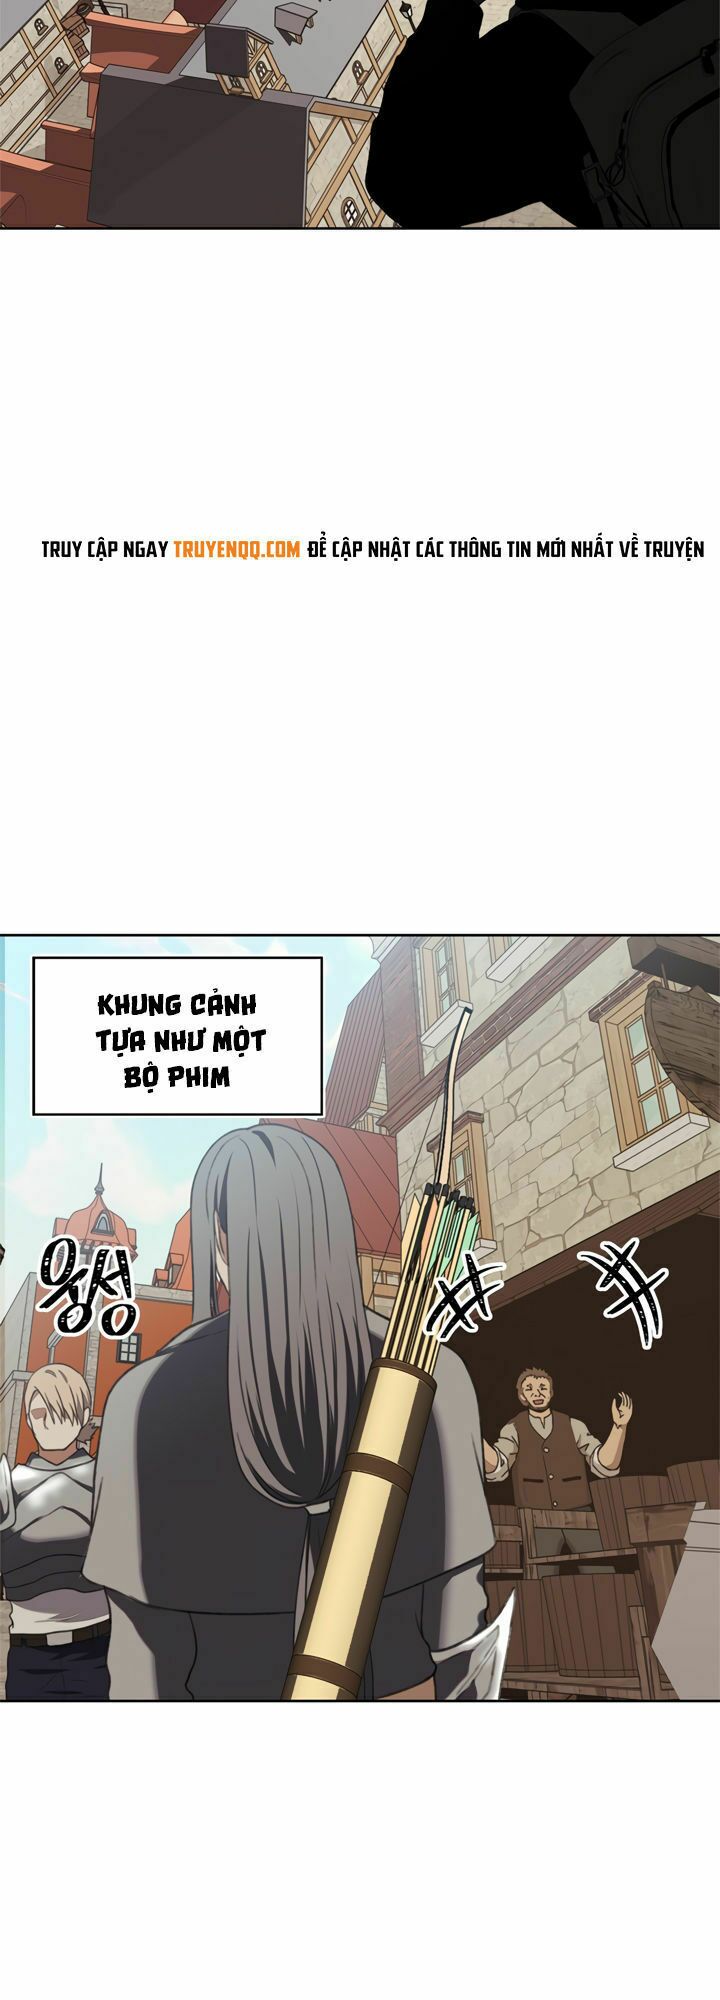 TRUY CẬP NGAY TRUYENQQ.COM ĐỂ CẬP NHẬT CÁC THÔNG TIN MỚI NHẤT VỀ TRUYỆN
KHUNG CẢNH
TỰA NHƯ MỘT
BỘ PHIM
웅성